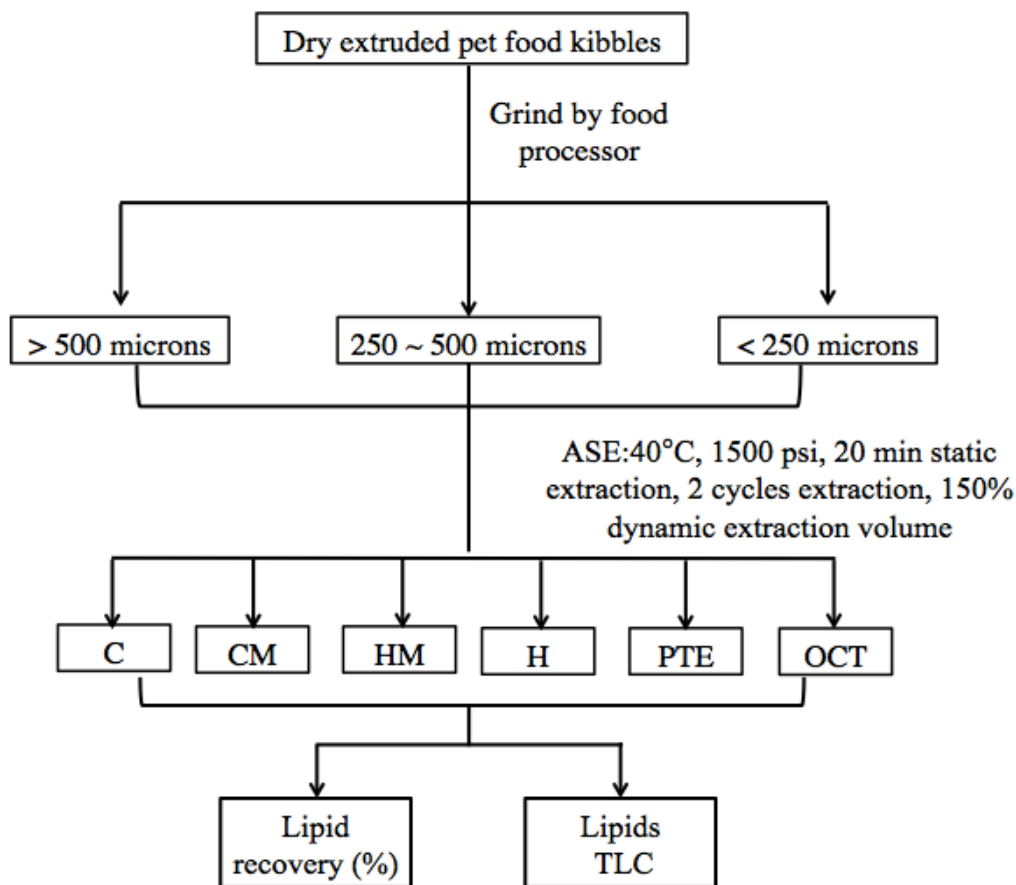 Dry extruded pet food kibbles
Grind by food
processor
> 500 microns
250 ~ 500 microns
< 250 microns
ASE:40°C, 1500 psi, 20 min static
extraction, 2 cycles extraction, 150%
dynamic extraction volume
C
CM
HM
H
PTE
OCT
Lipid
recovery (%)
Lipids
TLC